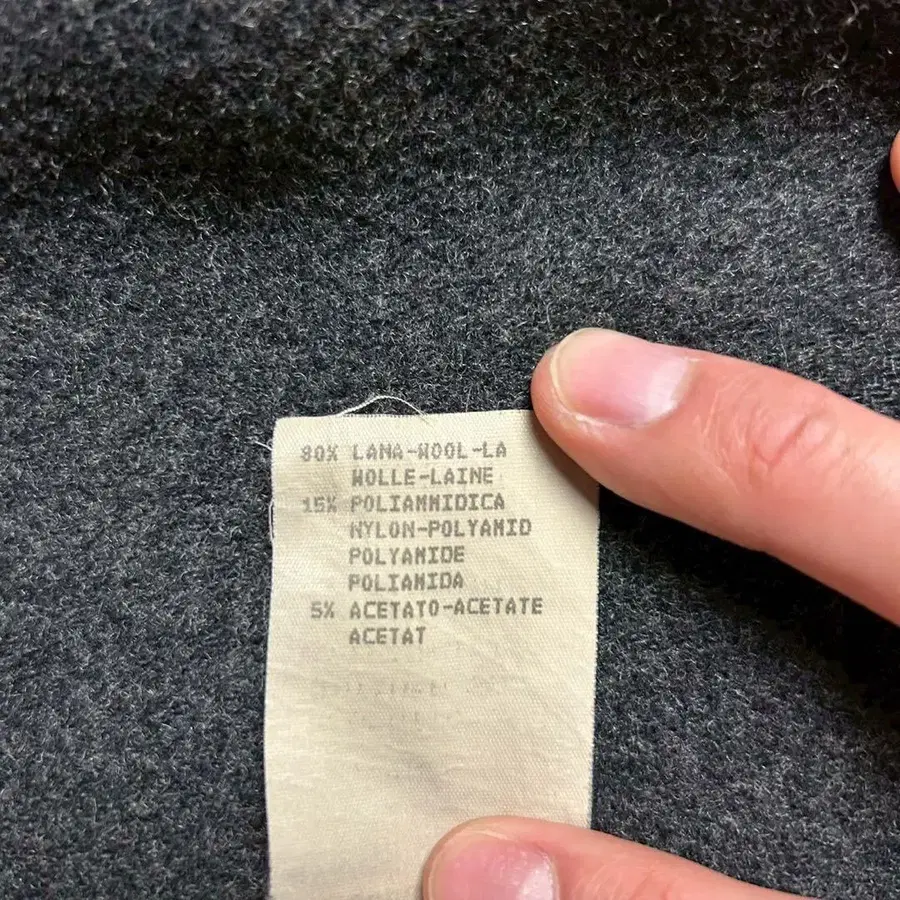 80% LANA-WOOL-LA
WOLLE-LAINE
15% POLIAMMIDICA
NYLON-POLYAMID
POLYAMIDE
POLIAMIDA
5% ACETATO-ACETATE
ACETAT